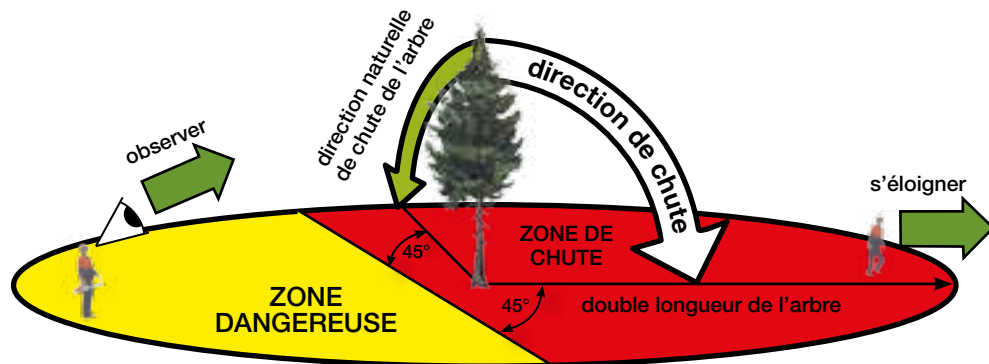 observer
direction naturelle
de chute de l'arbre
direction de chute
s'éloigner
45°
ZONE DE
CHUTE
ZONE
DANGEREUSE
45°
double longueur de l'arbre